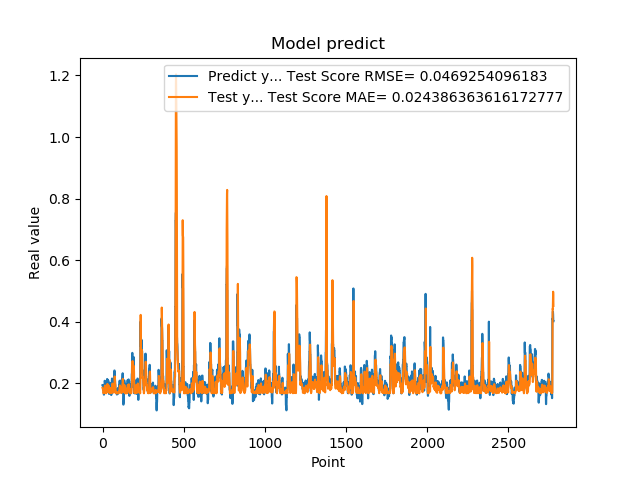 Model predict
Predict y... Test Score RMSE= 0.0469254096183
Test y... Test Score MAE= 0.024386363616172777
1.2
1.0
0.8
0.6
0.4
0.2
Real value
0 500 1000 1500 2000 2500
Point